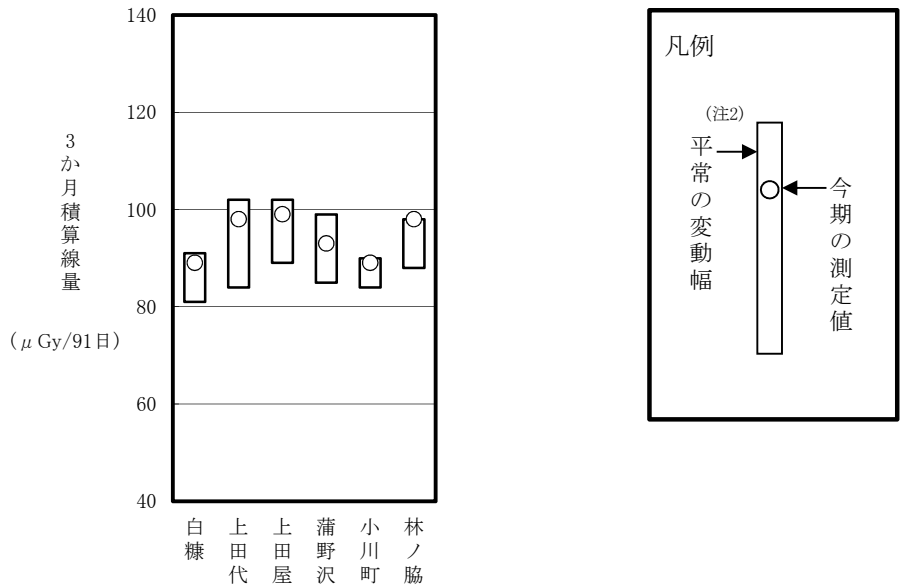 140
120
100
80
60
40
3か月積算線量
（μ Gy/91日）
白糠
上田代
上田屋
蒲野沢
小川町
林ノ脇
凡例
（注2）
平常の変動幅
今期の測定値